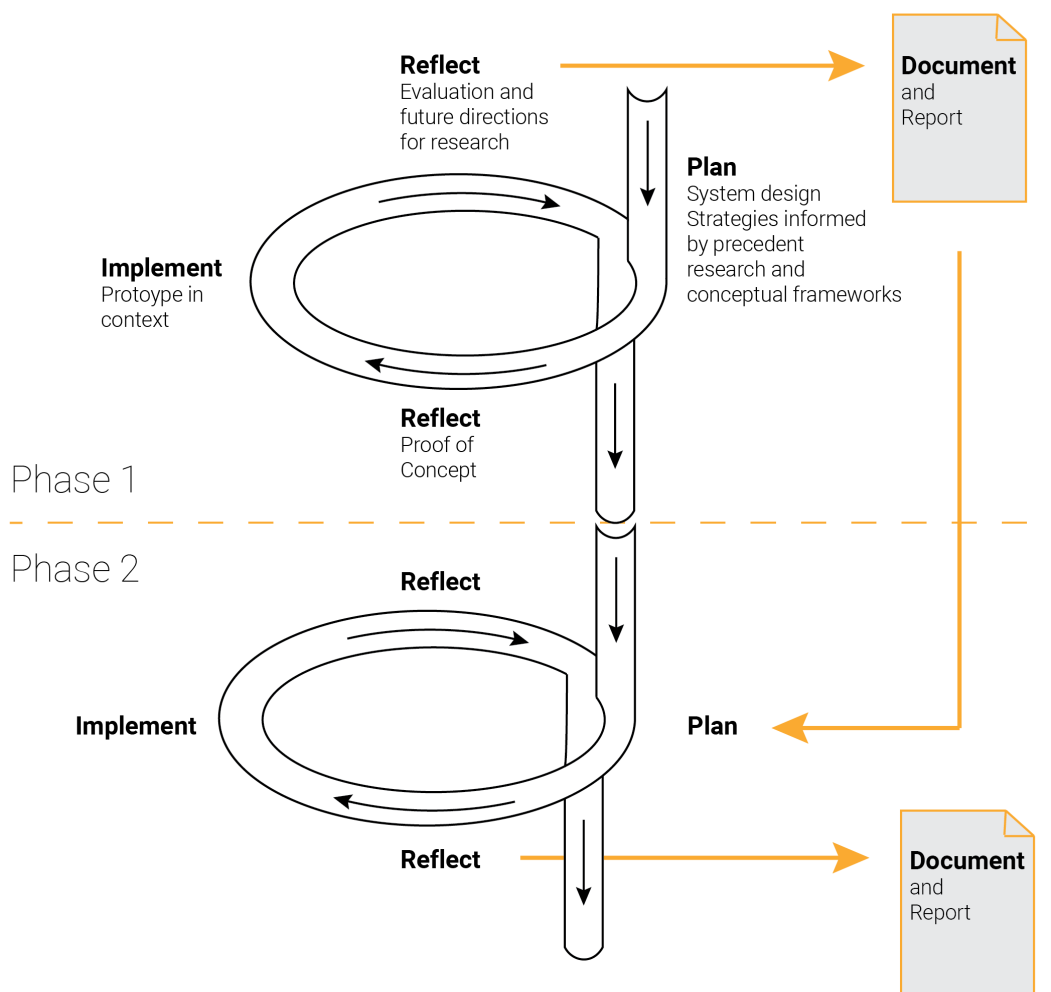 Reflect
Evaluation and
future directions
for research
Document
and
Report
Plan
System design
Strategies informed
by precedent
research and
conceptual frameworks
Implement
Protoype in
context
Reflect
Proof of
Concept
Phase 1
Phase 2
Reflect
Implement
Plan
Reflect
Document
and
Report